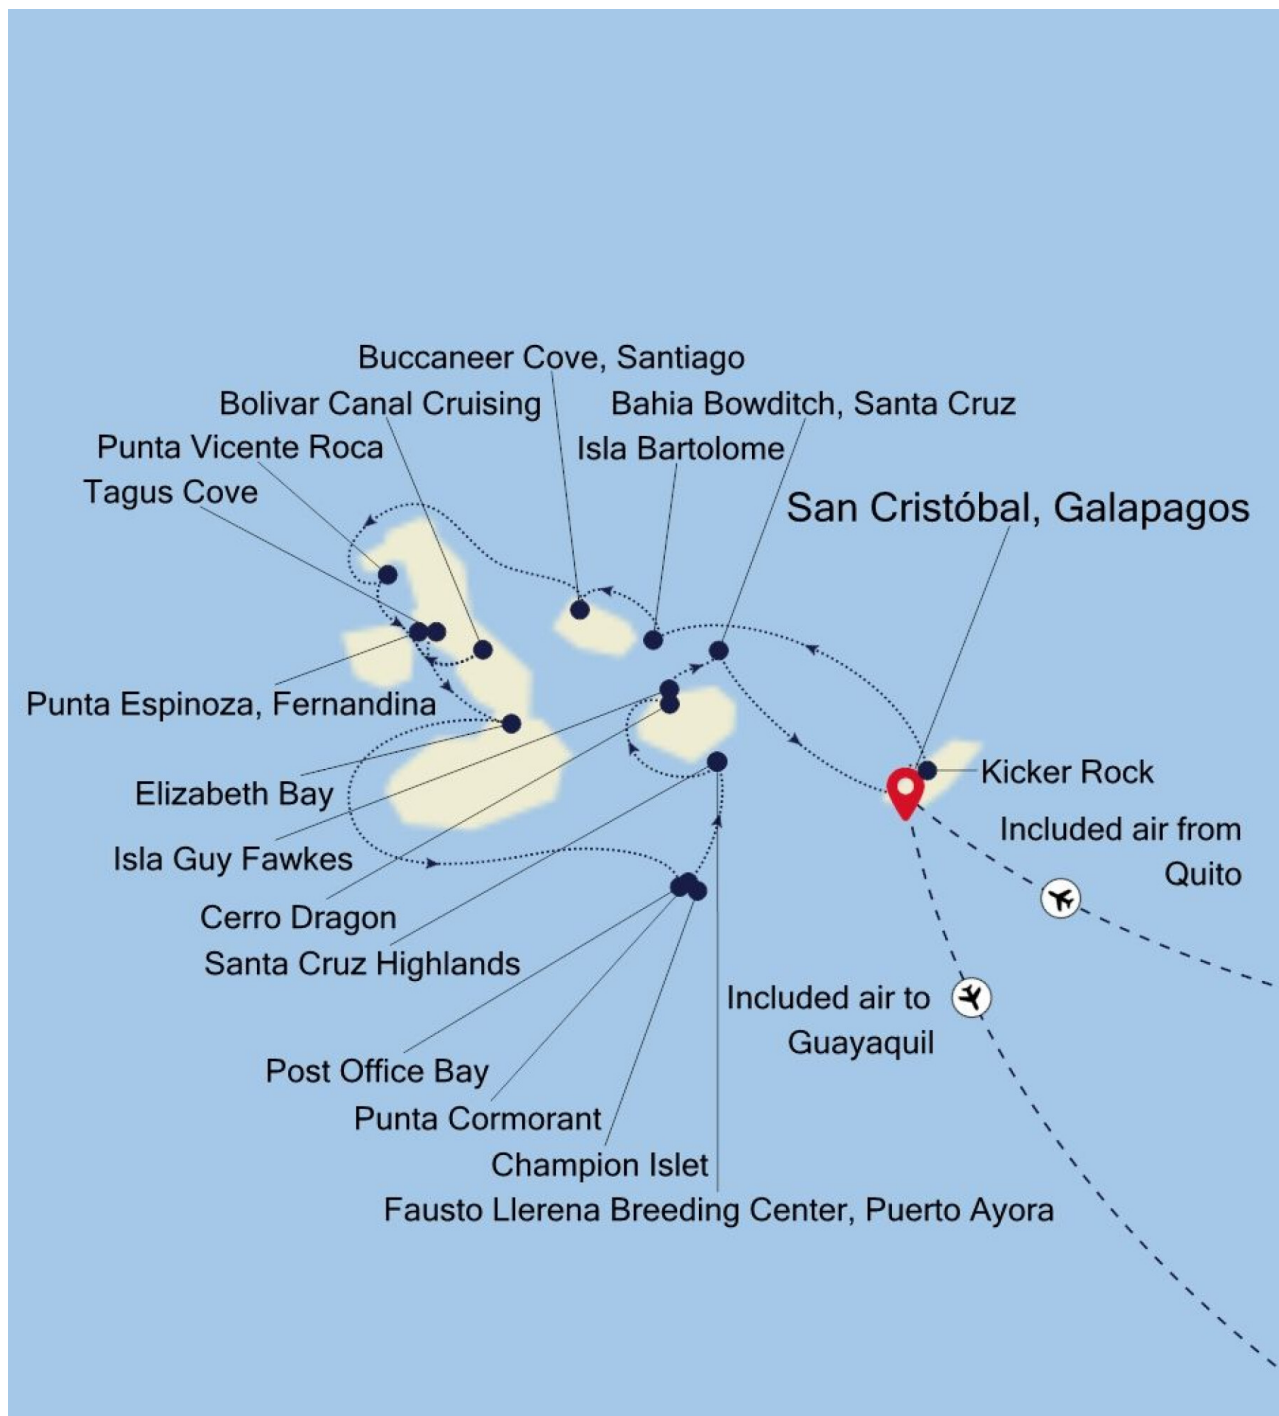 Buccaneer Cove, Santiago
Bolivar Canal Cruising
Bahia Bowditch, Santa Cruz
Punta Vicente Roca
Isla Bartolome
Tagus Cove
San Cristóbal, Galapagos
Punta Espinoza, Fernandina
Kicker Rock
Elizabeth Bay
Included air from
Quito
Isla Guy Fawkes
Cerro Dragon
Santa Cruz Highlands
Included air to
Guayaquil
Post Office Bay
Punta Cormorant
Champion Islet
Fausto Llerena Breeding Center, Puerto Ayora